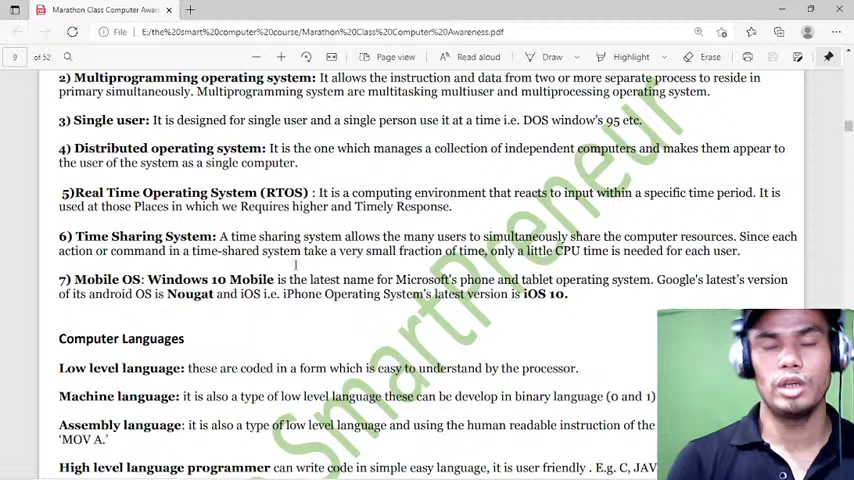 Marathon Class Computer Aware
File
E:/the%20smart%20computer%20course/Marathon%20Class%20Computer%20Awareness.pdf
9 of 52
Page view
Read aloud
Draw
Highlight
Erase
2) Multiprogramming operating system: It allows the instruction and data from two or more separate process to reside in
primary simultaneously. Multiprogramming system are multitasking multiuser and multiprocessing operating system.
3) Single user: It is designed for single user and a single person use it at a time i.e. DOS window's 95 etc.
4) Distributed operating system: It is the one which manages a collection of independent computers and makes them appear to
the user of the system as a single computer.
5)Real Time Operating System (RTOS) : It is a computing environment that reacts to input within a specific time period. It is
used at those Places in which we Requires higher and Timely Response.
6) Time Sharing System: A time sharing system allows the many users to simultaneously share the computer resources. Since each
action or command in a time-shared system take a very small fraction of time, only a little CPU time is needed for each user.
7) Mobile OS: Windows 10 Mobile is the latest name for Microsoft's phone and tablet operating system. Google's latest's version
of its android OS is Nougat and iOS i.e. iPhone Operating System's latest version is iOS 10.
Computer Languages
Low level language: these are coded in a form which is easy to understand by the processor.
Machine language: it is also a type of low level language these can be develop in binary language (0 and 1)
Assembly language: it is also a type of low level language and using the human readable instruction of the
'MOV A.'
High level language programmer can write code in simple easy language, it is user friendly . E.g. C, JAV
SmartPreneur